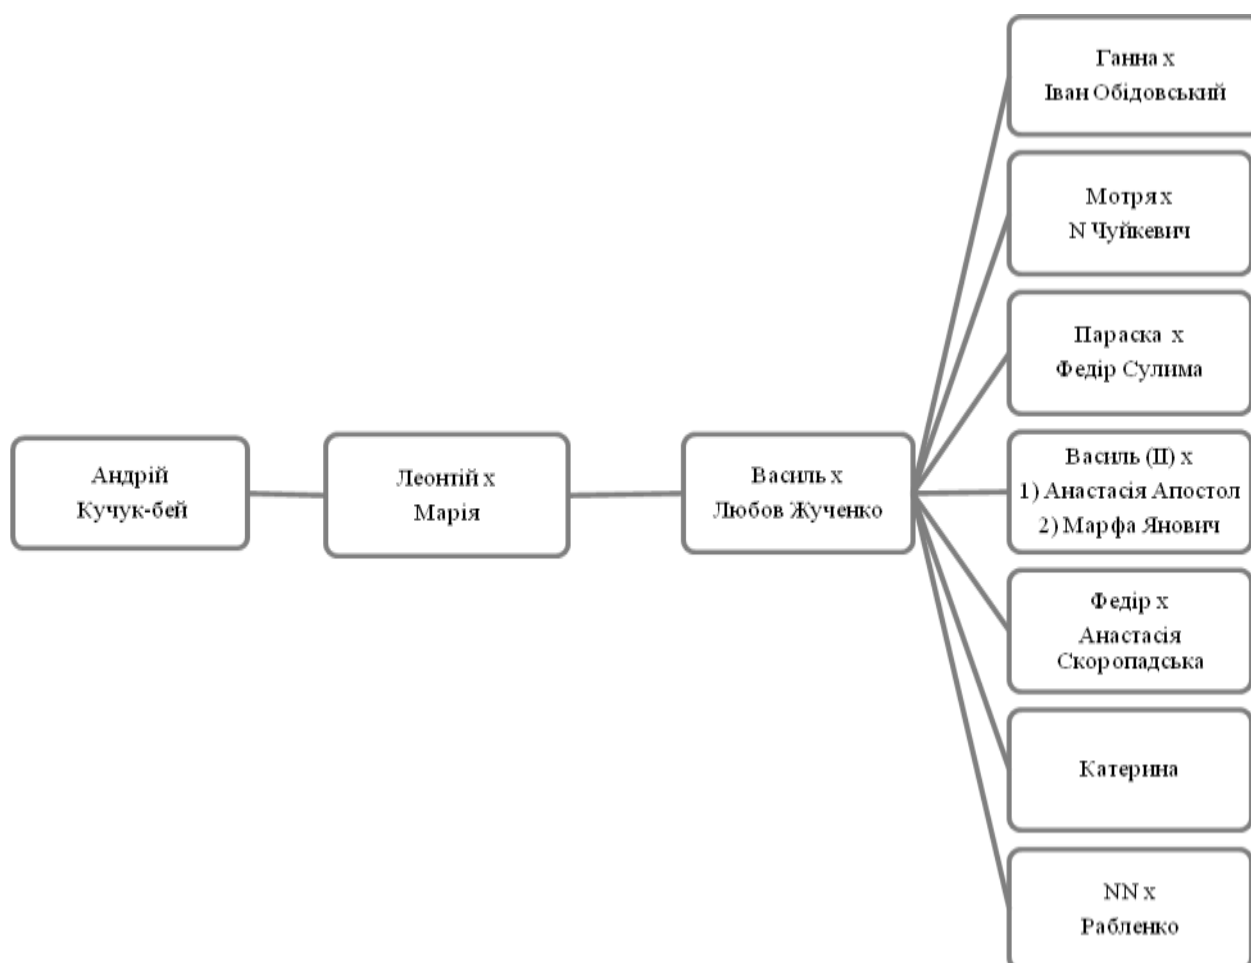 Ганна х
Іван Обідовський
Мотря х
N Чуйкевич
Параска х
Федір Сулима
Андрій
Кучук-бей
Леонтій х
Марія
Василь х
Любов Жученко
Василь (ІІ) х
1) Анастасія Апостол
2) Марфа Янович
Федір х
Анастасія
Скоропадська
Катерина
NN х
Рабленко